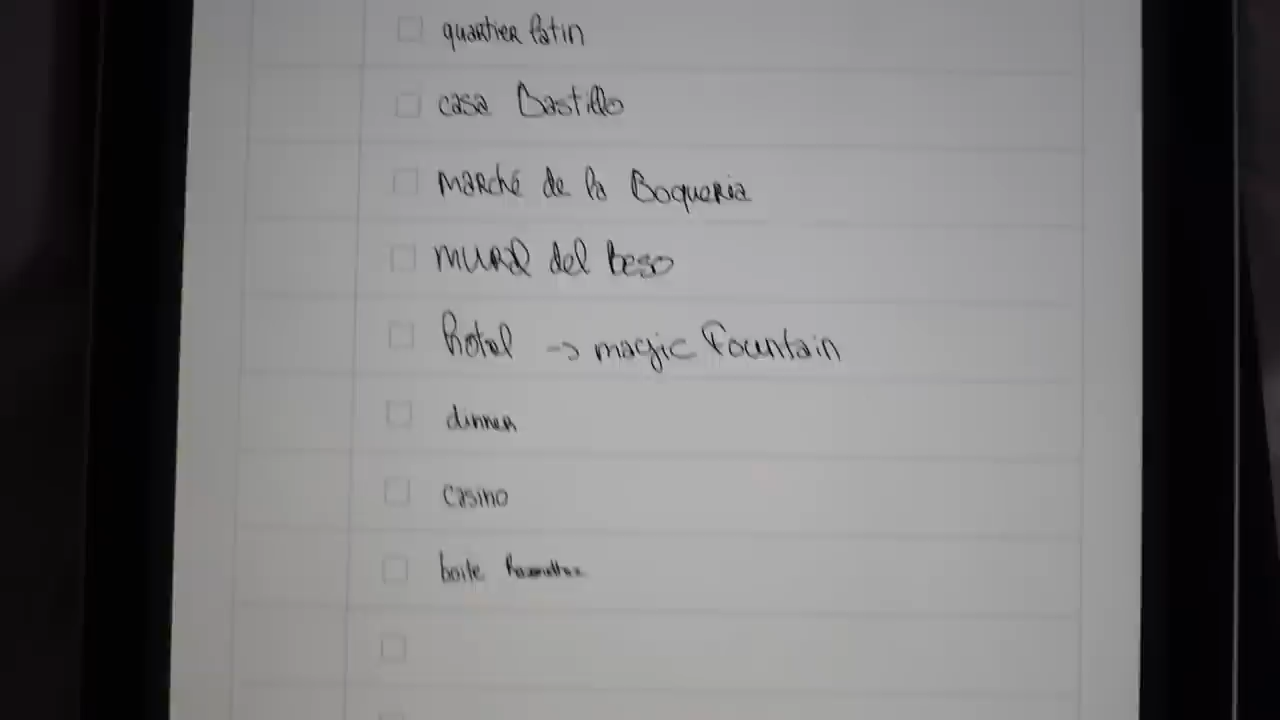 quartier latin
casa Bastillo
marché de la Boqueria
mural del beso
hotel -> magic Fountain
dinner
casino
boite